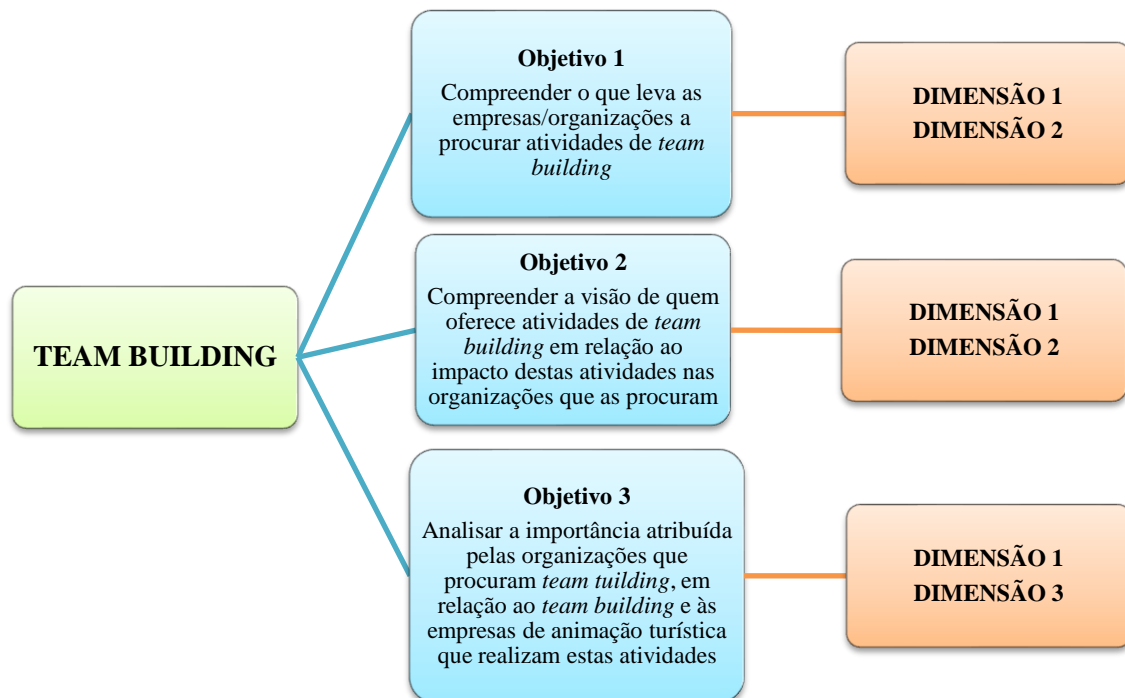 Objetivo 1
Compreender o que leva as
empresas/organizações a
procurar atividades de team
building
DIMENSÃO 1
DIMENSÃO 2
TEAM BUILDING
Objetivo 2
Compreender a visão de quem
oferece atividades de team
building em relação ao
impacto destas atividades nas
organizações que as procuram
DIMENSÃO 1
DIMENSÃO 2
Objetivo 3
Analisar a importância atribuída
pelas organizações que
procuram team tuilding, em
relação ao team building e às
empresas de animação turística
que realizam estas atividades
DIMENSÃO 1
DIMENSÃO 3